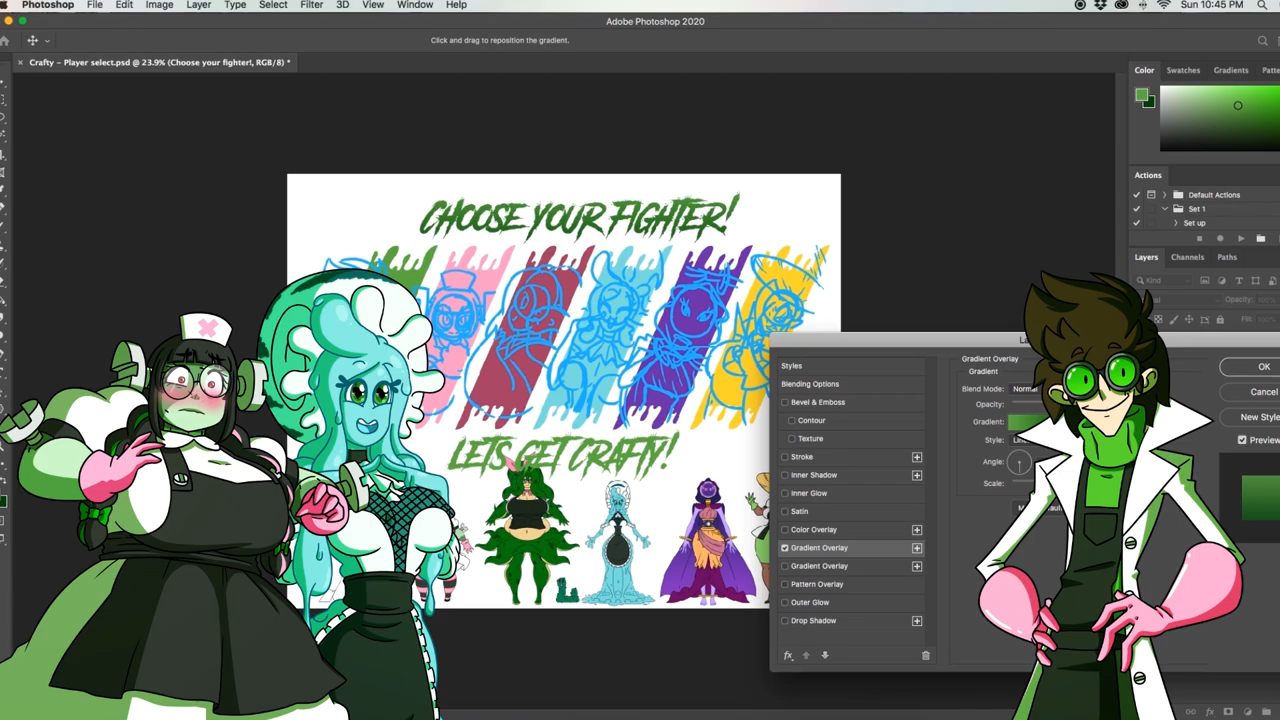 Photoshop File Edit Image Layer Type Select Filter 3D View Window Help Sun 10:45 PM
Adobe Photoshop 2020
Click and drag to reposition the gradient.
× Crafty – Player select.psd @ 23.9% (Choose your fighter!, RGB/8) *
Color Swatches Gradients
CHOOSE YOUR FIGHTER!
LETS GET CRAFTY!
Actions
Default Actions
Set 1
Set up
Layers Channels Paths
Kind
Opacity:
Styles
Blending Options
Bevel & Emboss
Contour
Texture
Stroke
Inner Shadow
Inner Glow
Satin
Color Overlay
Gradient Overlay
Gradient Overlay
Pattern Overlay
Outer Glow
Drop Shadow
fx
Gradient Overlay
Gradient
Blend Mode:
Opacity:
Gradient:
Style:
Angle:
Scale:
OK
Cancel
New Style
Preview
fx